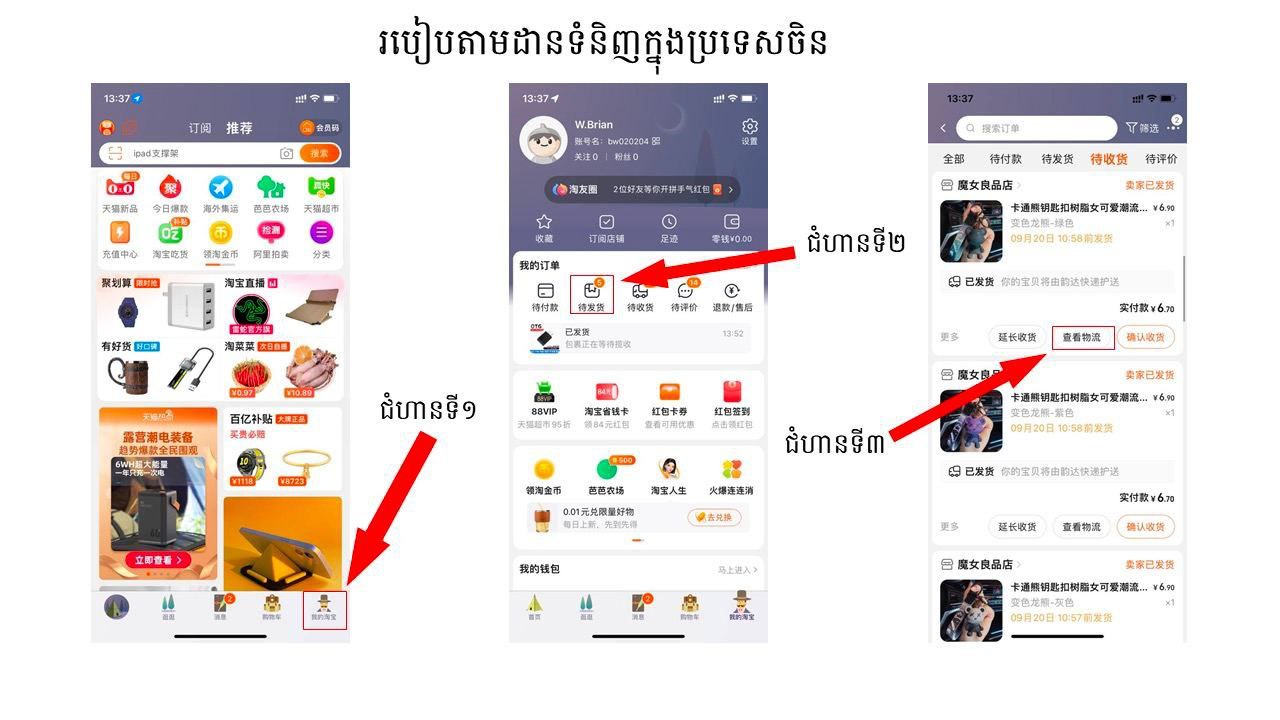 របៀបតាមដានទំនិញក្នុងប្រទេសចិន
13:37
订阅 推荐 会员码
ipad支撑架 搜索
每日
天猫新品 今日爆款 海外集运 芭芭农场 天猫超市
补贴
充值中心 淘宝吃货 领淘金币 阿里拍卖 分类
聚划算 限时抢 淘宝直播
雷蛇官方旗
有好货 好口碑 淘菜菜 次日自提
¥0.97 ¥10.89
露营潮电装备
趋势爆款全民围观
6WH超大能量
一年只充一次电
立即查看 >
百亿补贴 大牌正品
买贵必赔
¥1118 ¥8723
逛逛 消息 2 购物车 我的淘宝
ជំហានទី១
13:37
W.Brian
账号名: bw020204
关注 0 | 粉丝 0
设置
淘友圈 2位好友等你开拼手气红包 >
收藏 订阅店铺 足迹 零钱¥0.00
我的订单
5 14
待付款 待发货 待收货 待评价 退款/售后
已发货 13:52
包裹正在等待揽收
88VIP 淘宝省钱卡 红包卡券 红包签到
天猫超市95折 领84元红包 查看可用优惠 点击领红包
500
领淘金币 芭芭农场 淘宝人生 火爆连连消
0.01元兑限量好物
每日上新，先到先得
去兑换
我的钱包 马上进入 >
首页 逛逛 消息 2 购物车 我的淘宝
ជំហានទី២
ជំហានទី៣
13:37
搜索订单 筛选 2
全部 待付款 待发货 待收货 待评价
魔女良品店 > 卖家已发货
卡通熊钥匙扣树脂女可爱潮流... ¥6.90
变色龙熊-绿色 ×1
09月20日 10:58前发货
已发货 你的宝贝将由韵达快递护送
实付款 ¥6.70
更多 延长收货 查看物流 确认收货
魔女良品 卖家已发货
卡通熊钥匙扣树脂女可爱潮流... ¥6.90
变色龙熊-紫色 ×1
09月20日 10:58前发货
已发货 你的宝贝将由韵达快递护送
实付款 ¥6.70
更多 延长收货 查看物流 确认收货
魔女良品店 > 卖家已发货
卡通熊钥匙扣树脂女可爱潮流... ¥6.90
变色龙熊-灰色 ×1
09月20日 10:57前发货